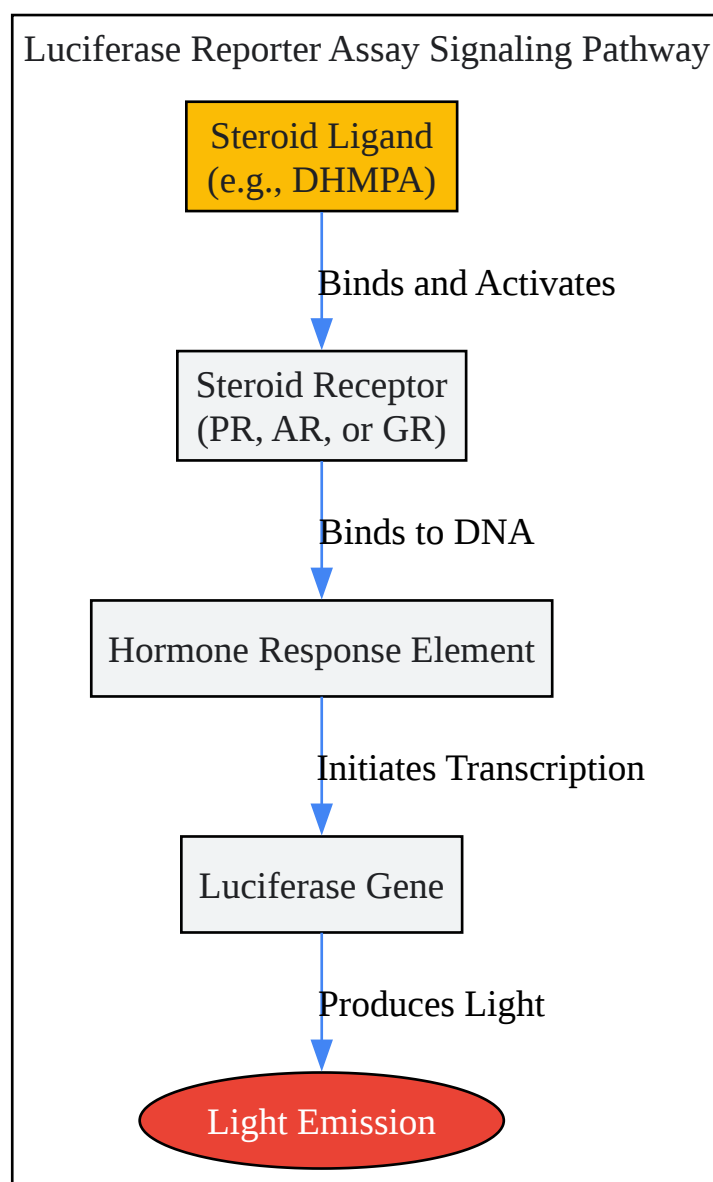 Luciferase Reporter Assay Signaling Pathway
Steroid Ligand
(e.g., DHMPA)
Binds and Activates
Steroid Receptor
(PR, AR, or GR)
Binds to DNA
Hormone Response Element
Initiates Transcription
Luciferase Gene
Produces Light
Light Emission